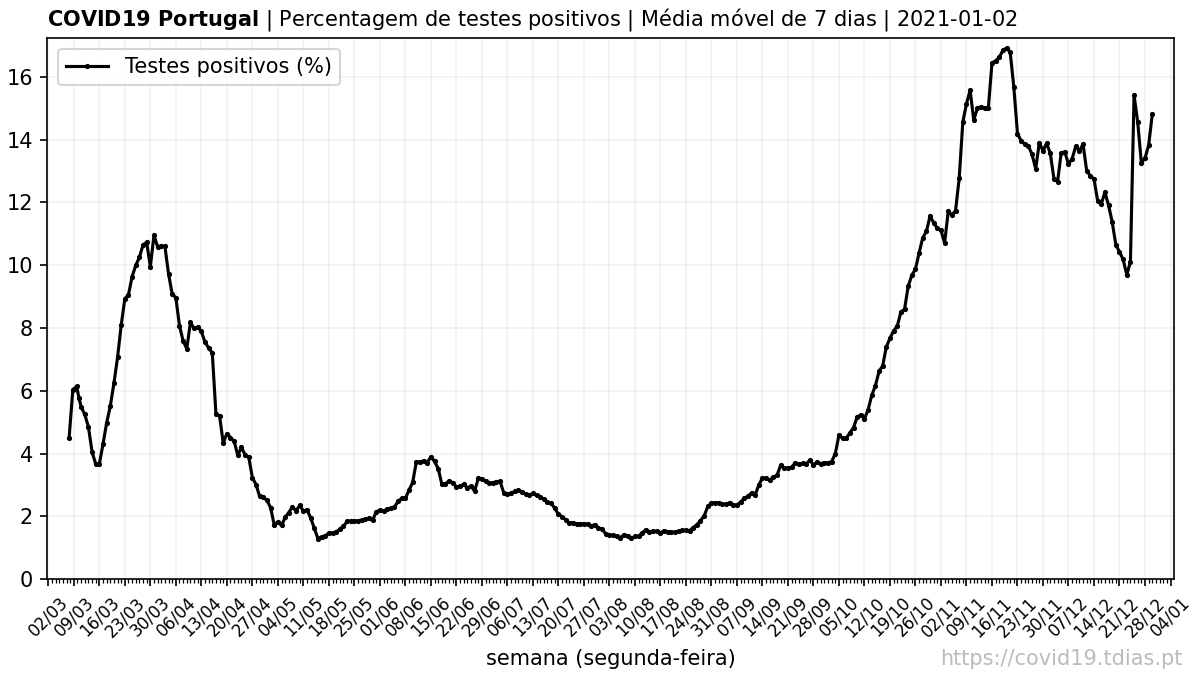 COVID19 Portugal | Percentagem de testes positivos | Média móvel de 7 dias | 2021-01-02
Testes positivos (%)
16
14
12
10
8
6
4
2
0
02/03 09/03 16/03 23/03 30/03 06/04 13/04 20/04 27/04 04/05 11/05 18/05 25/05 01/06 08/06 15/06 22/06 29/06 06/07 13/07 20/07 27/07 03/08 10/08 17/08 24/08 31/08 07/09 14/09 21/09 28/09 05/10 12/10 19/10 26/10 02/11 09/11 16/11 23/11 30/11 07/12 14/12 21/12 28/12 04/01
semana (segunda-feira)
https://covid19.tdias.pt